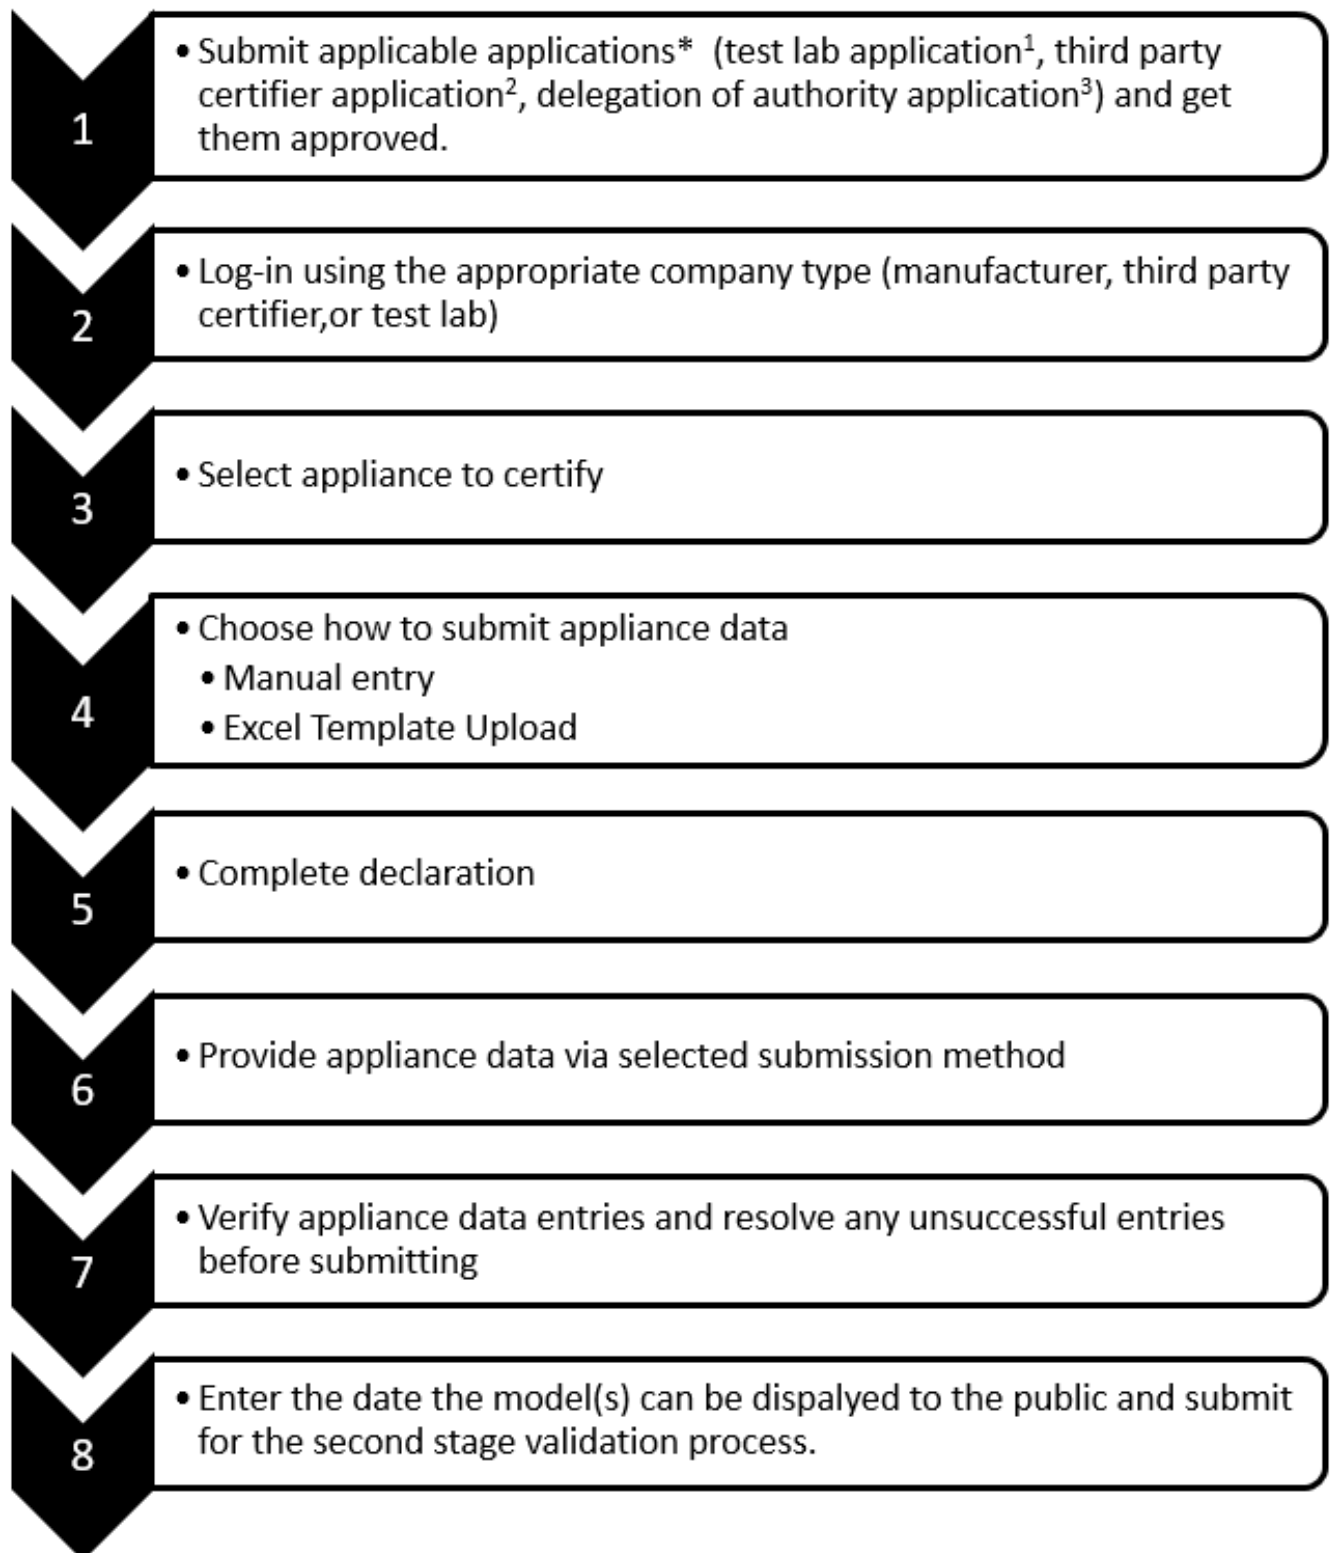 1
• Submit applicable applications* (test lab application¹, third party
certifier application², delegation of authority application³) and get
them approved.
2
• Log-in using the appropriate company type (manufacturer, third party
certifier,or test lab)
3
• Select appliance to certify
4
• Choose how to submit appliance data
• Manual entry
• Excel Template Upload
5
• Complete declaration
6
• Provide appliance data via selected submission method
7
• Verify appliance data entries and resolve any unsuccessful entries
before submitting
8
• Enter the date the model(s) can be dispalyed to the public and submit
for the second stage validation process.